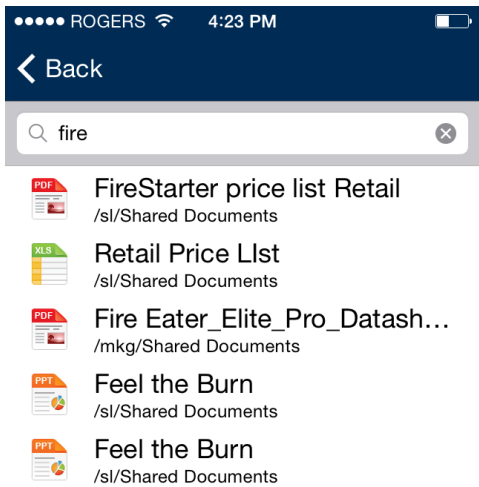 ROGERS 4:23 PM
Back
fire
PDF
FireStarter price list Retail
/sl/Shared Documents
XLS
Retail Price LIst
/sl/Shared Documents
PDF
Fire Eater_Elite_Pro_Datash...
/mkg/Shared Documents
PPT
Feel the Burn
/sl/Shared Documents
PPT
Feel the Burn
/sl/Shared Documents